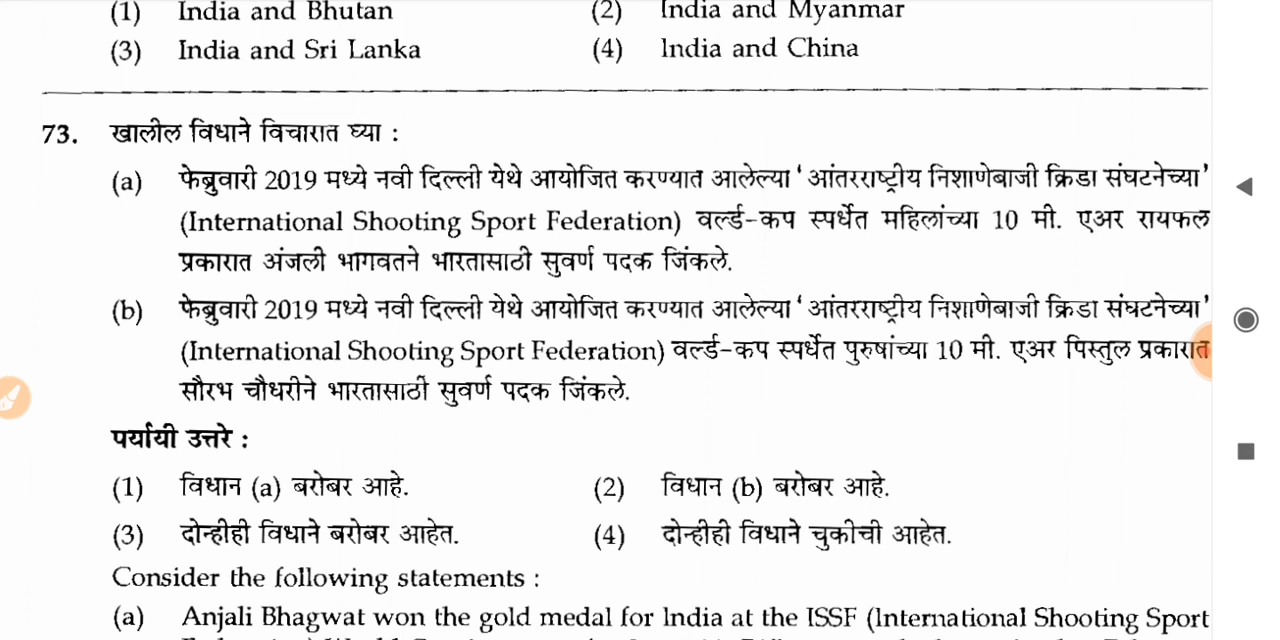 (1) India and Bhutan (2) India and Myanmar
(3) India and Sri Lanka (4) India and China
73. खालील विधाने विचारात घ्या :
(a) फेब्रुवारी 2019 मध्ये नवी दिल्ली येथे आयोजित करण्यात आलेल्या ‘आंतरराष्ट्रीय निशाणेबाजी क्रिडा संघटनेच्या’
(International Shooting Sport Federation) वर्ल्ड-कप स्पर्धेत महिलांच्या 10 मी. एअर रायफल
प्रकारात अंजली भागवतने भारतासाठी सुवर्ण पदक जिंकले.
(b) फेब्रुवारी 2019 मध्ये नवी दिल्ली येथे आयोजित करण्यात आलेल्या ‘आंतरराष्ट्रीय निशाणेबाजी क्रिडा संघटनेच्या’
(International Shooting Sport Federation) वर्ल्ड-कप स्पर्धेत पुरुषांच्या 10 मी. एअर पिस्तुल प्रकारात
सौरभ चौधरीने भारतासाठी सुवर्ण पदक जिंकले.
पर्यायी उत्तरे :
(1) विधान (a) बरोबर आहे. (2) विधान (b) बरोबर आहे.
(3) दोन्हीही विधाने बरोबर आहेत. (4) दोन्हीही विधाने चुकीची आहेत.
Consider the following statements :
(a) Anjali Bhagwat won the gold medal for India at the ISSF (International Shooting Sport